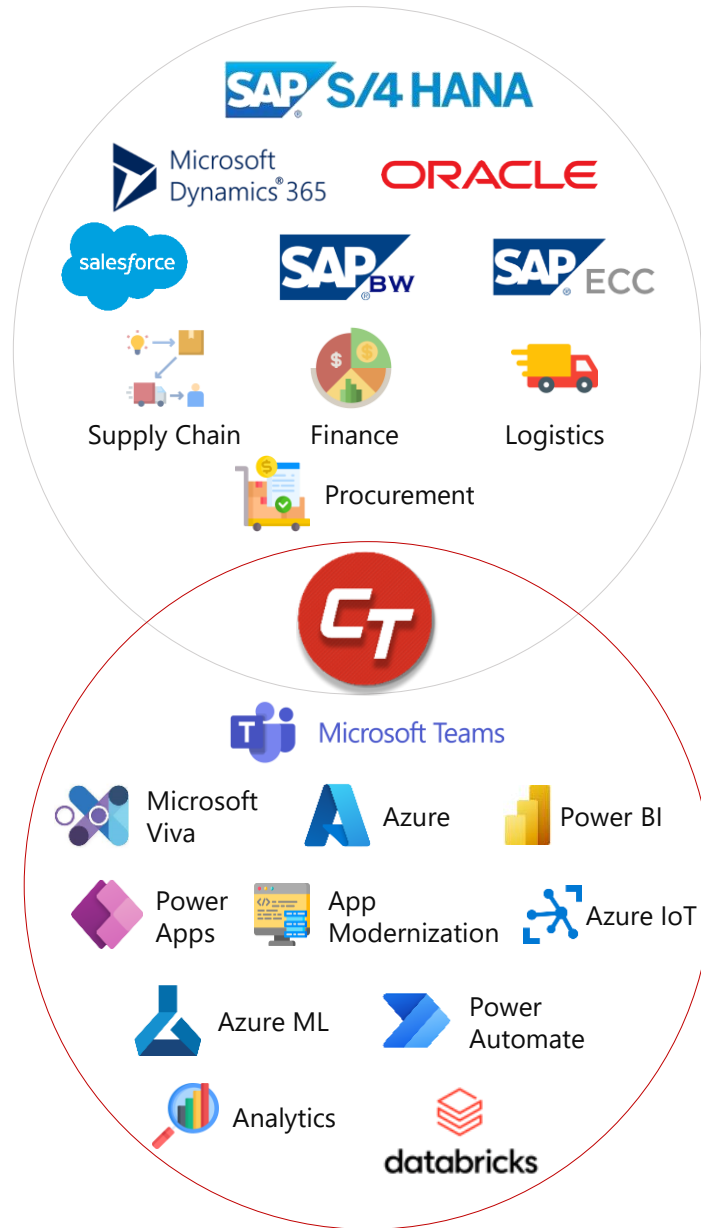 SAP® S/4 HANA
Microsoft
Dynamics® 365
ORACLE
salesforce
SAP® BW
SAP® ECC
Supply Chain
Finance
Logistics
Procurement
CT
T Microsoft Teams
Microsoft
Viva
Azure
Power BI
Power
Apps
App
Modernization
Azure IoT
Azure ML
Power
Automate
Analytics
databricks